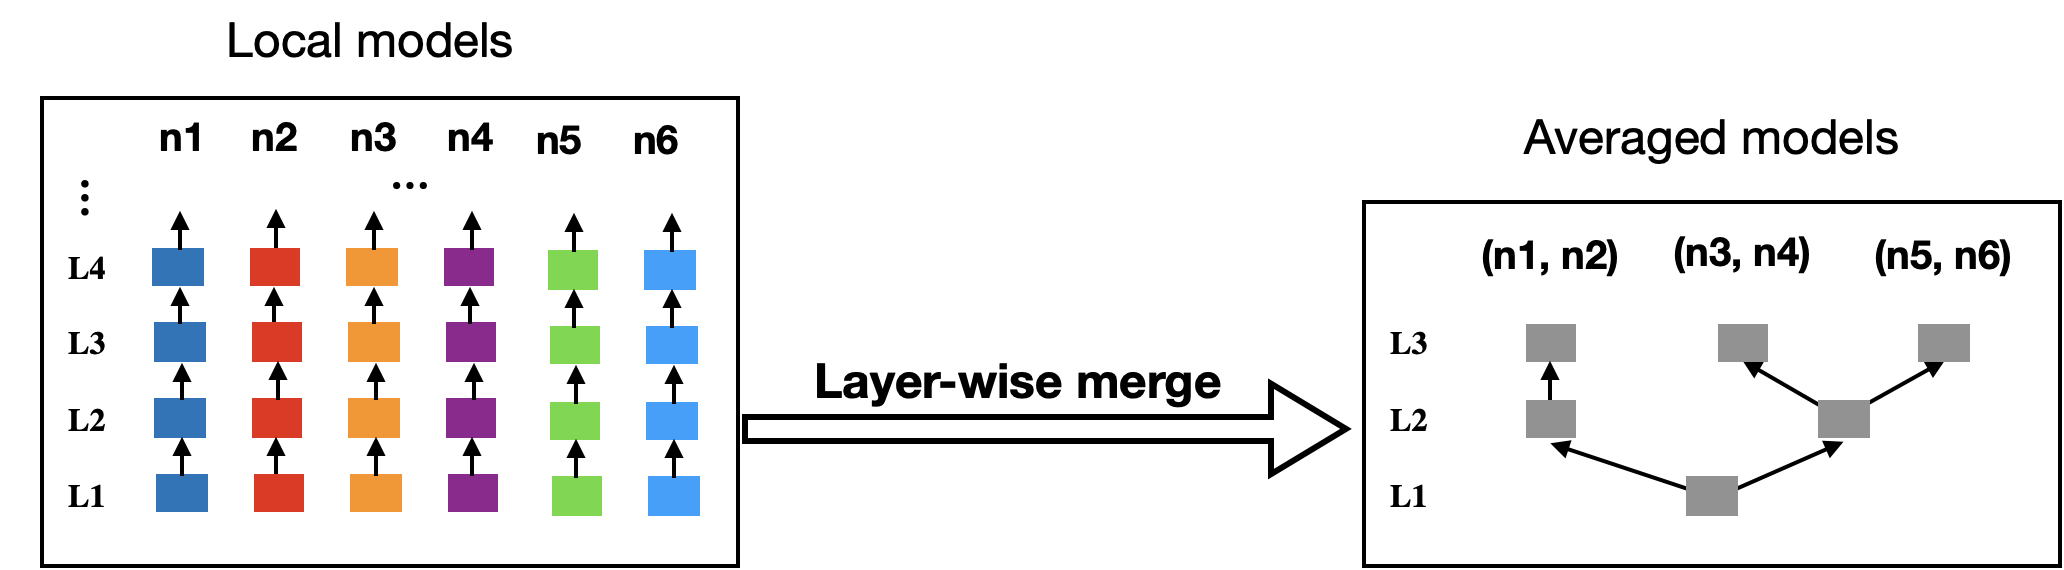 Local models
n1 n2 n3 n4 n5 n6
...
L4
L3
L2
L1
Layer-wise merge
Averaged models
(n1, n2) (n3, n4) (n5, n6)
L3
L2
L1